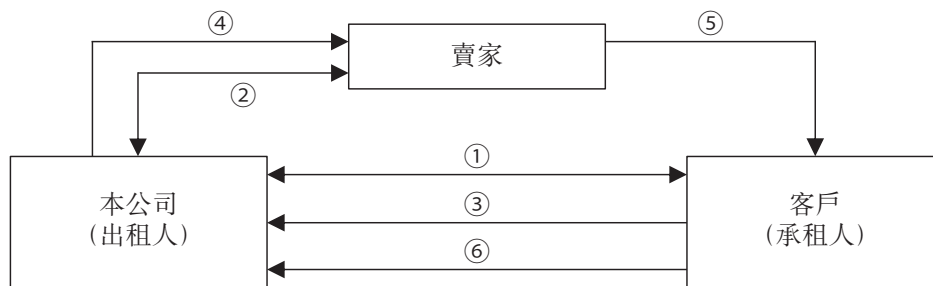 ④
賣家
⑤
②
①
本公司
(出租人)
③
客戶
(承租人)
⑥